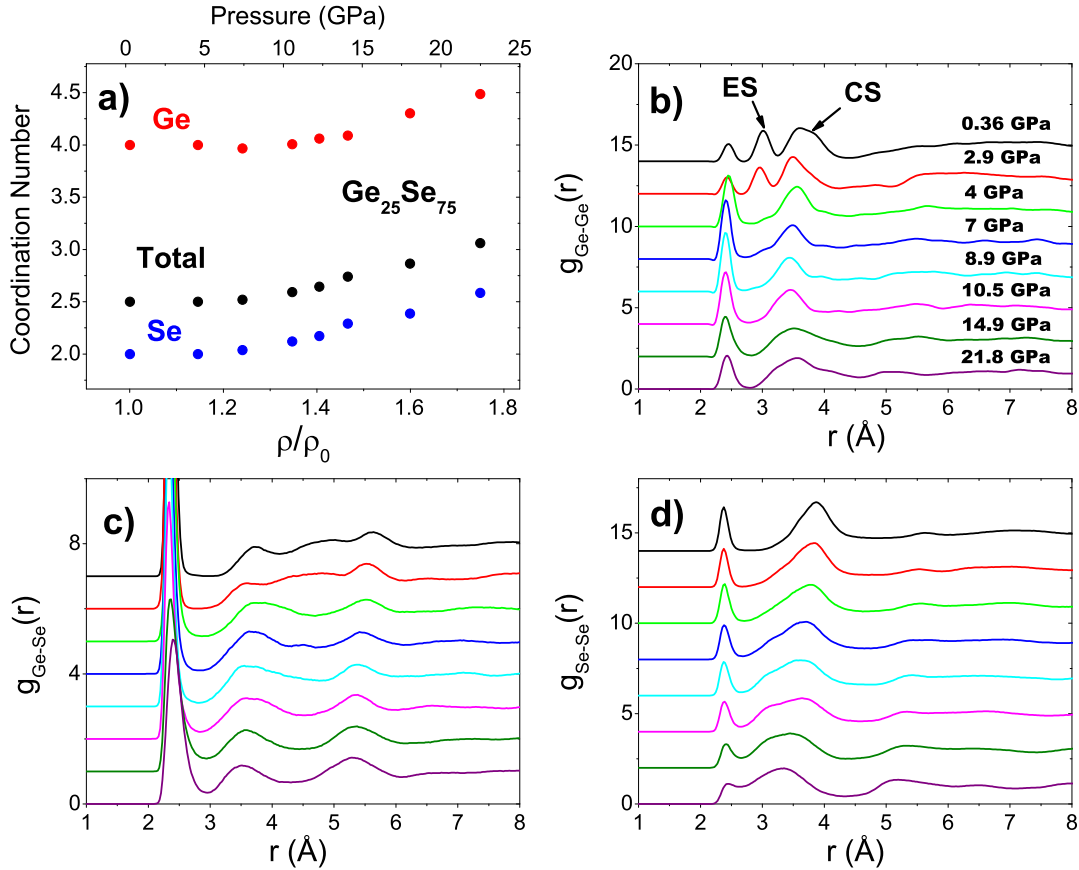 Pressure (GPa)
0 5 10 15 20 25
a)
Ge
Ge25Se75
Total
Se
Coordination Number
4.5
4.0
3.5
3.0
2.5
2.0
1.0 1.2 1.4 1.6 1.8
ρ/ρ0
b)
ES
CS
0.36 GPa
2.9 GPa
4 GPa
7 GPa
8.9 GPa
10.5 GPa
14.9 GPa
21.8 GPa
gGe-Ge(r)
20
15
10
5
0
1 2 3 4 5 6 7 8
r (Å)
c)
gGe-Se(r)
8
4
0
1 2 3 4 5 6 7 8
r (Å)
d)
gSe-Se(r)
15
10
5
0
1 2 3 4 5 6 7 8
r (Å)